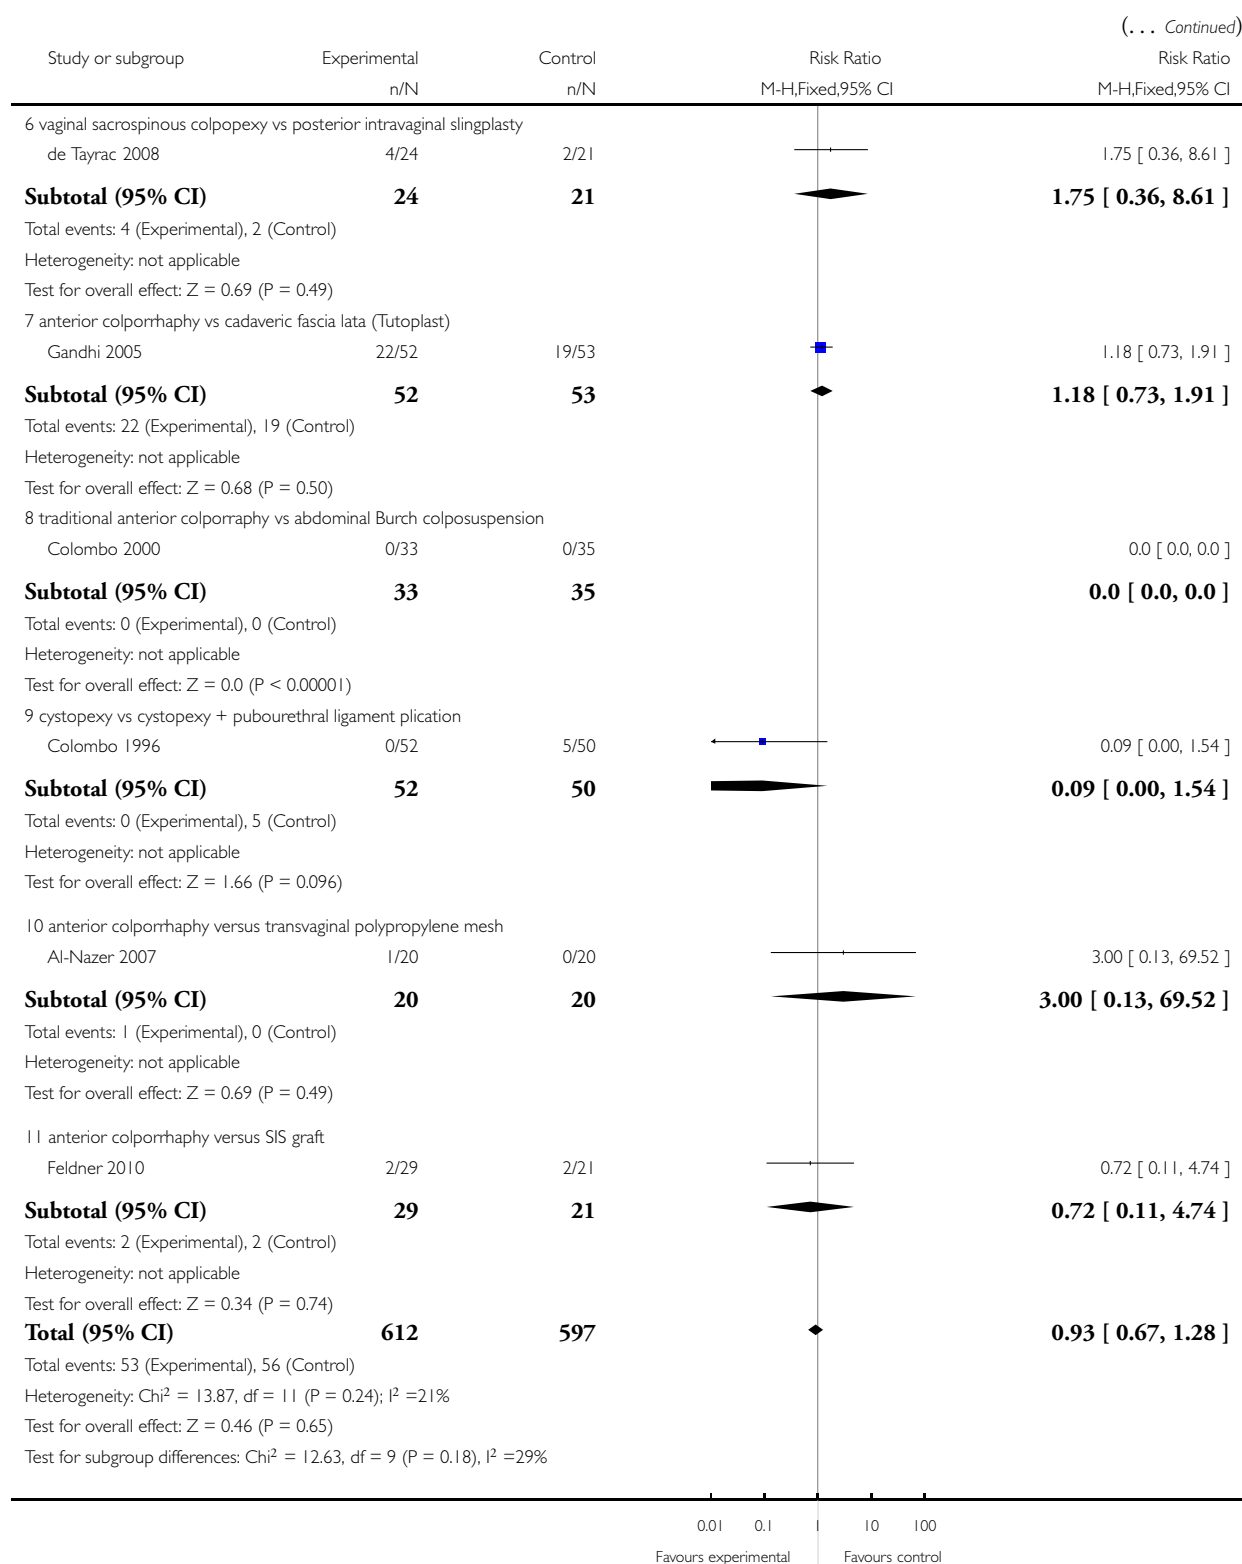 (... Continued)
Study or subgroup Experimental Control Risk Ratio Risk Ratio
n/N n/N M-H,Fixed,95% CI M-H,Fixed,95% CI
6 vaginal sacrospinous colpopexy vs posterior intravaginal slingplasty
de Tayrac 2008 4/24 2/21 1.75 [ 0.36, 8.61 ]
Subtotal (95% CI) 24 21 1.75 [ 0.36, 8.61 ]
Total events: 4 (Experimental), 2 (Control)
Heterogeneity: not applicable
Test for overall effect: Z = 0.69 (P = 0.49)
7 anterior colporrhaphy vs cadaveric fascia lata (Tutoplast)
Gandhi 2005 22/52 19/53 1.18 [ 0.73, 1.91 ]
Subtotal (95% CI) 52 53 1.18 [ 0.73, 1.91 ]
Total events: 22 (Experimental), 19 (Control)
Heterogeneity: not applicable
Test for overall effect: Z = 0.68 (P = 0.50)
8 traditional anterior colporraphy vs abdominal Burch colposuspension
Colombo 2000 0/33 0/35 0.0 [ 0.0, 0.0 ]
Subtotal (95% CI) 33 35 0.0 [ 0.0, 0.0 ]
Total events: 0 (Experimental), 0 (Control)
Heterogeneity: not applicable
Test for overall effect: Z = 0.0 (P < 0.00001)
9 cystopexy vs cystopexy + pubourethral ligament plication
Colombo 1996 0/52 5/50 0.09 [ 0.00, 1.54 ]
Subtotal (95% CI) 52 50 0.09 [ 0.00, 1.54 ]
Total events: 0 (Experimental), 5 (Control)
Heterogeneity: not applicable
Test for overall effect: Z = 1.66 (P = 0.096)
10 anterior colporrhaphy versus transvaginal polypropylene mesh
Al-Nazer 2007 1/20 0/20 3.00 [ 0.13, 69.52 ]
Subtotal (95% CI) 20 20 3.00 [ 0.13, 69.52 ]
Total events: 1 (Experimental), 0 (Control)
Heterogeneity: not applicable
Test for overall effect: Z = 0.69 (P = 0.49)
11 anterior colporrhaphy versus SIS graft
Feldner 2010 2/29 2/21 0.72 [ 0.11, 4.74 ]
Subtotal (95% CI) 29 21 0.72 [ 0.11, 4.74 ]
Total events: 2 (Experimental), 2 (Control)
Heterogeneity: not applicable
Test for overall effect: Z = 0.34 (P = 0.74)
Total (95% CI) 612 597 0.93 [ 0.67, 1.28 ]
Total events: 53 (Experimental), 56 (Control)
Heterogeneity: Chi² = 13.87, df = 11 (P = 0.24); I² =21%
Test for overall effect: Z = 0.46 (P = 0.65)
Test for subgroup differences: Chi² = 12.63, df = 9 (P = 0.18), I² =29%
0.01 0.1 1 10 100
Favours experimental Favours control